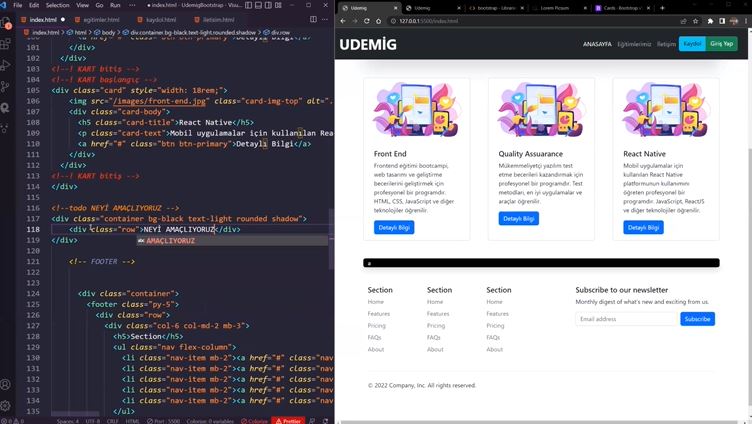 File Edit Selection View Go Run ... index.html - UdemigBootstrap - Visual...
index.html eğitimler.html kaydol.html iletisim.html
index.html > html > body > div.container.bg-black.text-light.rounded.shadow > div.row
101 </div>
102 </div>
103 <!--! KART bitiş -->
104 <!--! KART başlangıç -->
105 <div class="card" style="width: 18rem;">
106 <img src="/images/front-end.jpg" class="card-img-top" alt=".
107 <div class="card-body">
108 <h5 class="card-title">React Native</h5>
109 <p class="card-text">Mobil uygulamalar için kullanılan Rea
110 <a href="#" class="btn btn-primary">Detaylı Bilgi</a>
111 </div>
112 </div>
113 <!--! KART bitiş -->
114 </div>
115
116 <!--todo NEYİ AMAÇLIYORUZ -->
117 <div class="container bg-black text-light rounded shadow">
118 <div class="row">NEYİ AMAÇLIYORUZ</div>
119 </div>
abc AMAÇLIYORUZ
120
121 <!-- FOOTER -->
122
123
124 <div class="container">
125 <footer class="py-5">
126 <div class="row">
127 <div class="col-6 col-md-2 mb-3">
128 <h5>Section</h5>
129 <ul class="nav flex-column">
130 <li class="nav-item mb-2"><a href="#" class="nav
131 <li class="nav-item mb-2"><a href="#" class="nav
132 <li class="nav-item mb-2"><a href="#" class="nav
133 <li class="nav-item mb-2"><a href="#" class="nav
134 <li class="nav-item mb-2"><a href="#" class="nav
135 </ul>
0 0 Spaces: 4 UTF-8 CRLF HTML Port : 5500 Colorize: 0 variables Colorize Prettier
Udemig Udemig bootstrap - Librari Lorem Picsum Cards · Bootstrap v
127.0.0.1:5500/index.html
UDEMIG ANASAYFA Eğitimlerimiz İletişim Kaydol Giriş Yap
Front End
Frontend eğitimi bootcampi,
web tasarımı ve geliştirme
becerilerini geliştirmek için
profesyonel bir programdır.
HTML, CSS, JavaScript ve diğer
teknolojiler öğrenilir.
Detaylı Bilgi
Quality Assuarance
Mükemmeliyetçi yazılım test
etme becerileri kazandırmak için
profesyonel bir programdır. Test
metotları, en iyi uygulamalar ve
diğer teknolojiler öğrenilir.
Detaylı Bilgi
React Native
Mobil uygulamalar için
kullanılan React Native
platformunun kullanımını
öğreten profesyonel bir
programdır. React, JavaScript ve
diğer teknolojiler öğrenilir.
Detaylı Bilgi
a
Section
Home
Features
Pricing
FAQs
About
Section
Home
Features
Pricing
FAQs
About
Section
Home
Features
Pricing
FAQs
About
Subscribe to our newsletter
Monthly digest of what's new and exciting from us.
Email address Subscribe
© 2022 Company, Inc. All rights reserved.